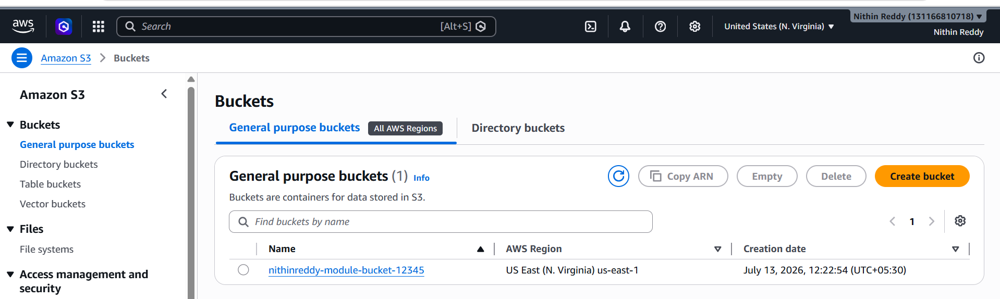 aws
Search
[Alt+S]
United States (N. Virginia)
Nithin Reddy (131166810718)
Nithin Reddy
Amazon S3
Buckets
Amazon S3
Buckets
General purpose buckets
Directory buckets
Table buckets
Vector buckets
Files
File systems
Access management and
security
Buckets
General purpose buckets All AWS Regions
Directory buckets
General purpose buckets (1) Info
Copy ARN
Empty
Delete
Create bucket
Buckets are containers for data stored in S3.
Find buckets by name
1
Name
AWS Region
Creation date
nithinreddy-module-bucket-12345
US East (N. Virginia) us-east-1
July 13, 2026, 12:22:54 (UTC+05:30)